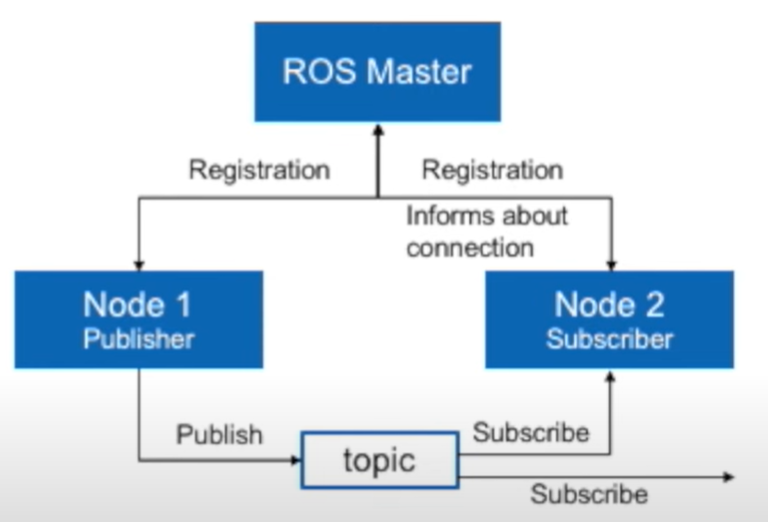 ROS Master
Registration
Registration
Informs about
connection
Node 1
Publisher
Node 2
Subscriber
Publish
topic
Subscribe
Subscribe